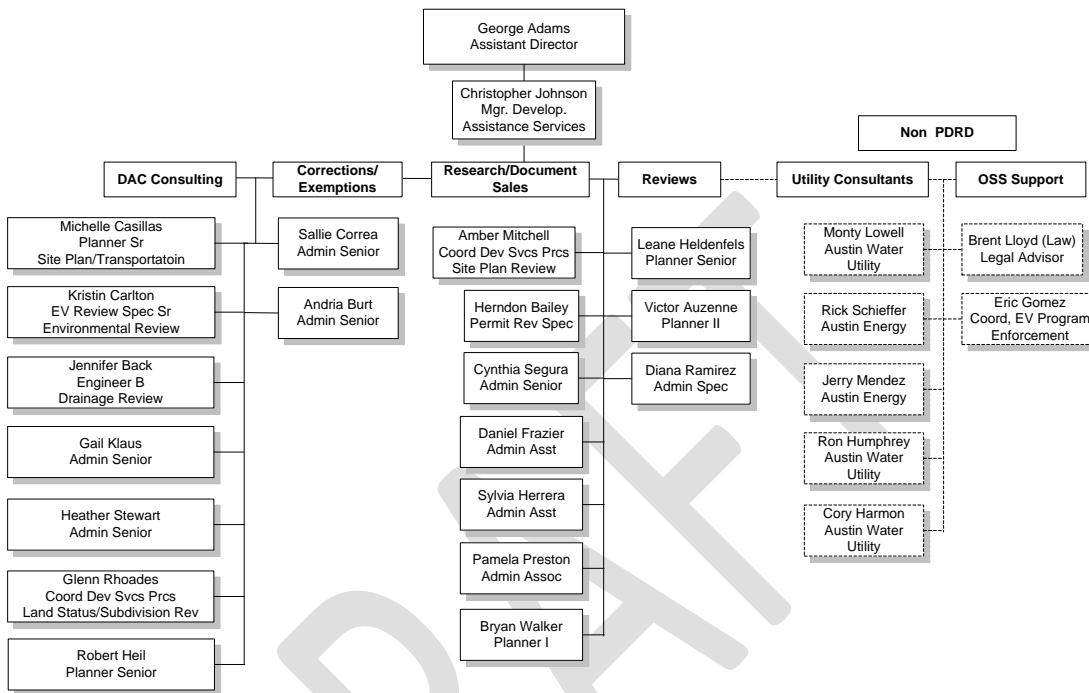 George Adams
Assistant Director
Christopher Johnson
Mgr. Develop.
Assistance Services
Non PDRD
DAC Consulting
Corrections/
Exemptions
Research/Document
Sales
Reviews
Utility Consultants
OSS Support
Michelle Casillas
Planner Sr
Site Plan/Transportatoin
Kristin Carlton
EV Review Spec Sr
Environmental Review
Jennifer Back
Engineer B
Drainage Review
Gail Klaus
Admin Senior
Heather Stewart
Admin Senior
Glenn Rhoades
Coord Dev Svcs Prcs
Land Status/Subdivision Rev
Robert Heil
Planner Senior
Sallie Correa
Admin Senior
Andria Burt
Admin Senior
Amber Mitchell
Coord Dev Svcs Prcs
Site Plan Review
Herndon Bailey
Permit Rev Spec
Cynthia Segura
Admin Senior
Daniel Frazier
Admin Asst
Sylvia Herrera
Admin Asst
Pamela Preston
Admin Assoc
Bryan Walker
Planner I
Leane Heldenfels
Planner Senior
Victor Auzenne
Planner II
Diana Ramirez
Admin Spec
Monty Lowell
Austin Water
Utility
Rick Schieffer
Austin Energy
Jerry Mendez
Austin Energy
Ron Humphrey
Austin Water
Utility
Cory Harmon
Austin Water
Utility
Brent Lloyd (Law)
Legal Advisor
Eric Gomez
Coord, EV Program
Enforcement
DRAFT